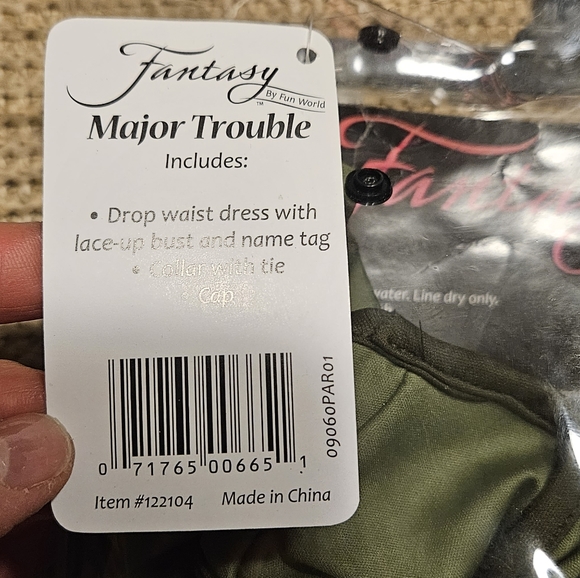 Fantasy
™ By Fun World
Major Trouble
Includes:
• Drop waist dress with
lace-up bust and name tag
• Collar with tie
Cap
09060PAR01
0 71765 00665 1
Item #122104 Made in China
Fantasy
water. Line dry only.